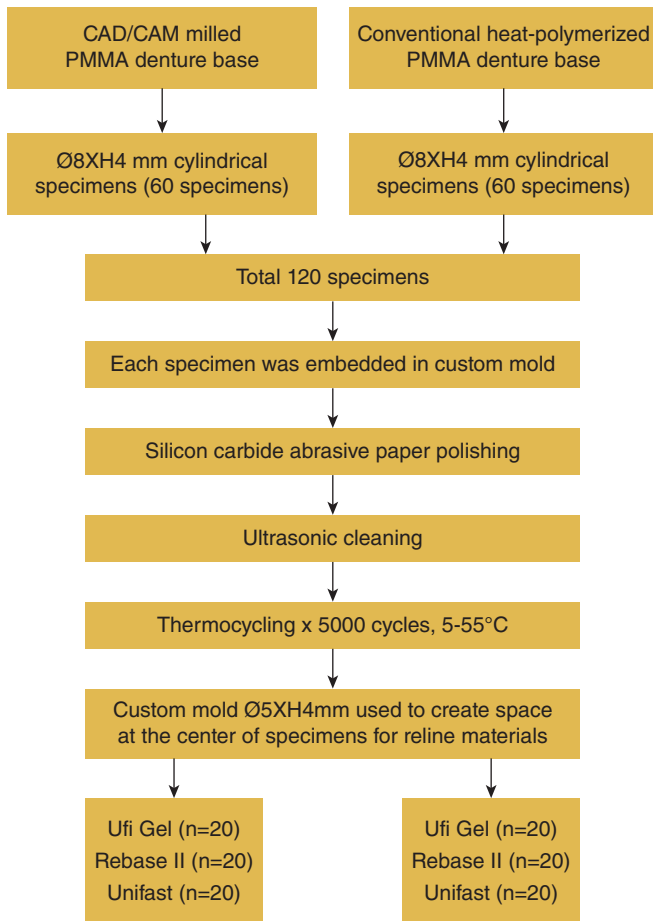 CAD/CAM milled
PMMA denture base
Conventional heat-polymerized
PMMA denture base
Ø8XH4 mm cylindrical
specimens (60 specimens)
Ø8XH4 mm cylindrical
specimens (60 specimens)
Total 120 specimens
Each specimen was embedded in custom mold
Silicon carbide abrasive paper polishing
Ultrasonic cleaning
Thermocycling x 5000 cycles, 5-55°C
Custom mold Ø5XH4mm used to create space
at the center of specimens for reline materials
Ufi Gel (n=20)
Rebase II (n=20)
Unifast (n=20)
Ufi Gel (n=20)
Rebase II (n=20)
Unifast (n=20)